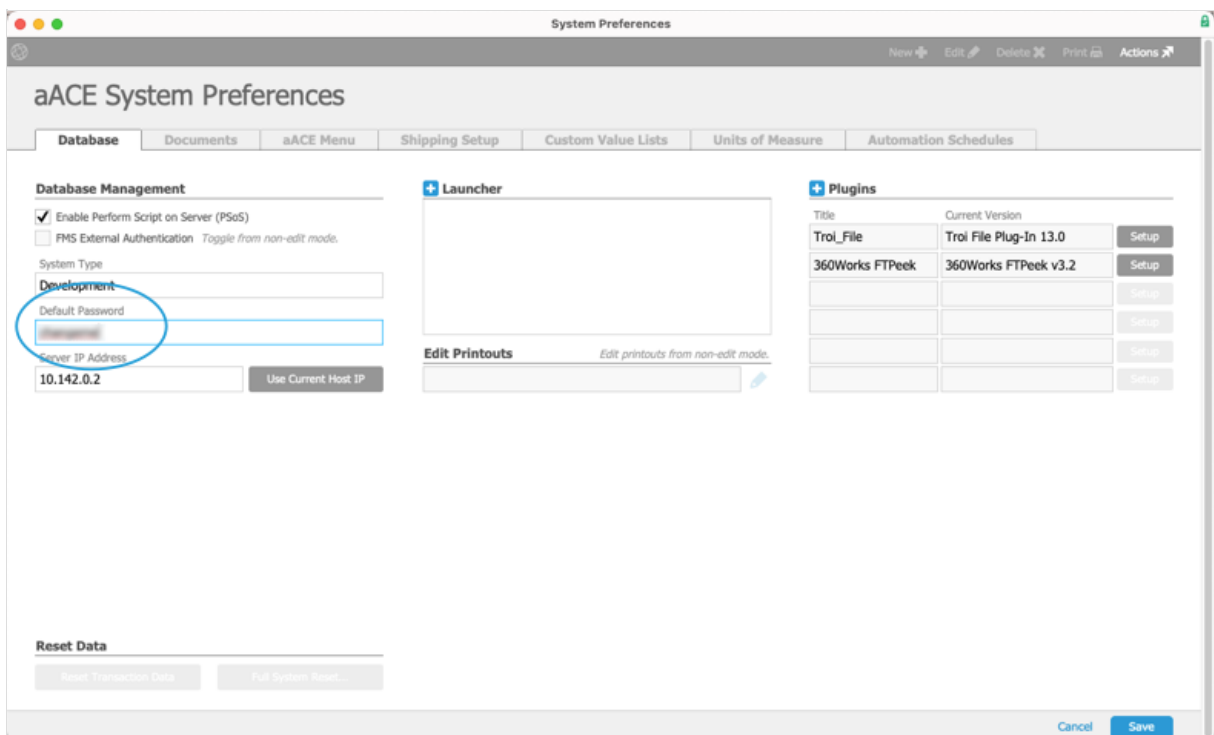 System Preferences
New Edit Delete Print Actions
aACE System Preferences
Database Documents aACE Menu Shipping Setup Custom Value Lists Units of Measure Automation Schedules
Database Management
Enable Perform Script on Server (PSoS)
FMS External Authentication Toggle from non-edit mode.
System Type
Development
Default Password
Server IP Address
10.142.0.2 Use Current Host IP
Launcher
Edit Printouts Edit printouts from non-edit mode.
Plugins
Title Current Version
Troi_File Troi File Plug-In 13.0 Setup
360Works FTPeek 360Works FTPeek v3.2 Setup
Setup
Setup
Setup
Setup
Reset Data
Reset Transaction Data Full System Reset...
Cancel Save